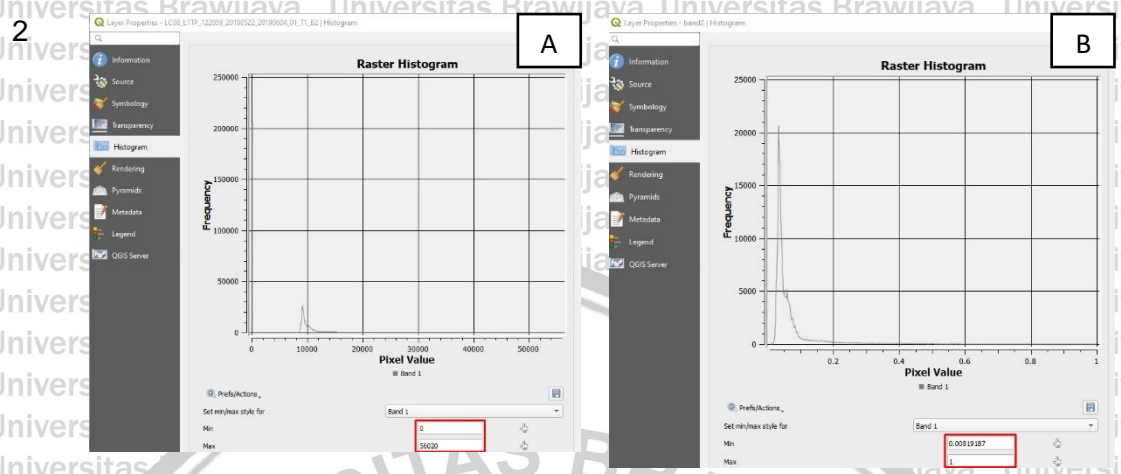 2
Layer Properties - LC08_L1TP_122059_20190522_20190604_01_T1_B2 | Histogram
A
Information
Source
Symbology
Transparency
Histogram
Rendering
Pyramids
Metadata
Legend
QGIS Server
Raster Histogram
Frequency
250000
200000
150000
100000
50000
0
0 10000 20000 30000 40000 50000
Pixel Value
Band 1
Prefs/Actions
Set min/max style for Band 1
Min 0
Max 56020
Layer Properties - band2 | Histogram
B
Information
Source
Symbology
Transparency
Histogram
Rendering
Pyramids
Metadata
Legend
QGIS Server
Raster Histogram
Frequency
25000
20000
15000
10000
5000
0
0.2 0.4 0.6 0.8 1
Pixel Value
Band 1
Prefs/Actions
Set min/max style for Band 1
Min 0.00819187
Max 1
Universitas Brawijaya